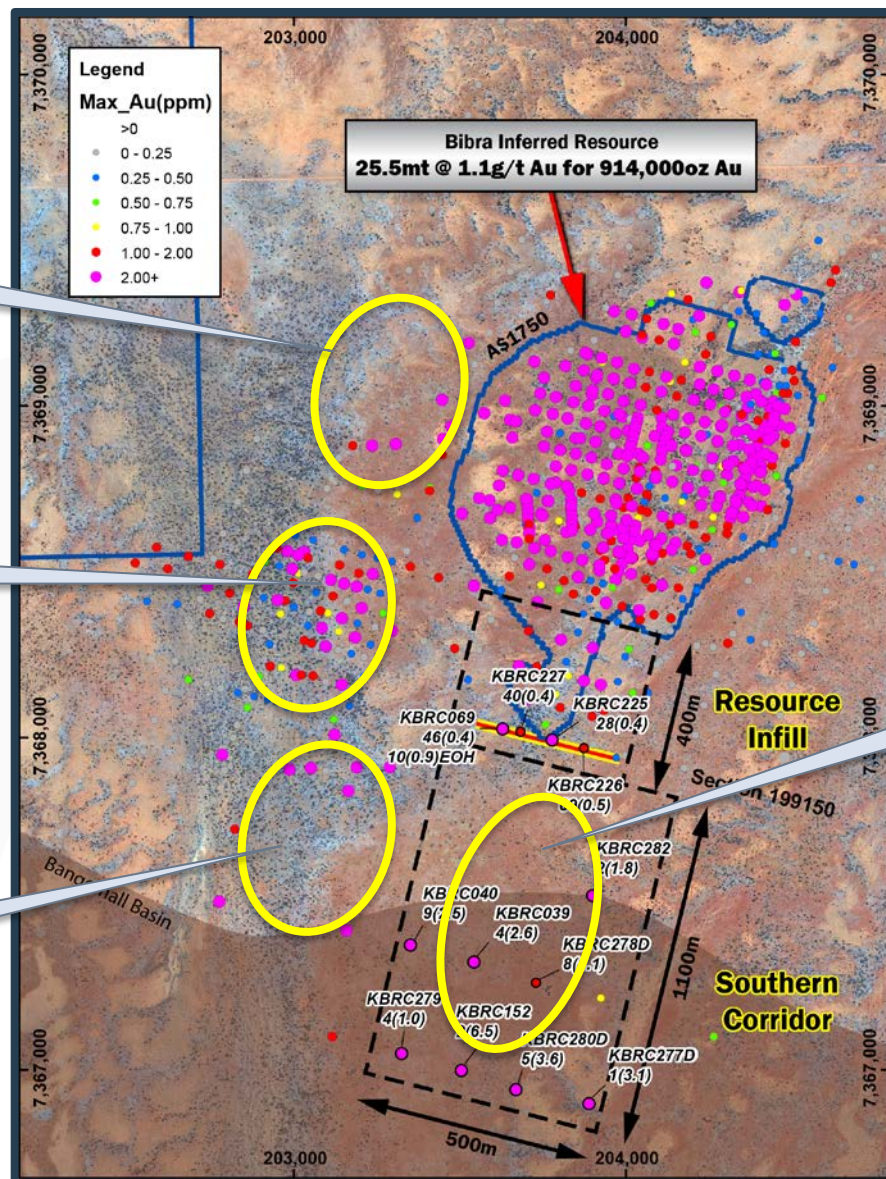 203,000
204,000
7,370,000
7,370,000
Legend
Max_Au(ppm)
>0
0 - 0.25
0.25 - 0.50
0.50 - 0.75
0.75 - 1.00
1.00 - 2.00
2.00+
Bibra Inferred Resource
25.5mt @ 1.1g/t Au for 914,000oz Au
A$1750
7,369,000
7,369,000
KBRC227
40(0.4)
KBRC225
28(0.4)
KBRC069
46(0.4)
10(0.9)EOH
KBRC226
Resource
Infill
400m
7,368,000
Section 199150
KBRC282
KBRC040
KBRC039
4(2.6)
KBRC278D
KBRC279
4(1.0)
KBRC152
KBRC280D
5(3.6)
KBRC277D
1(3.1)
Basin
1100m
Southern
Corridor
7,367,000
7,367,000
500m
203,000
204,000